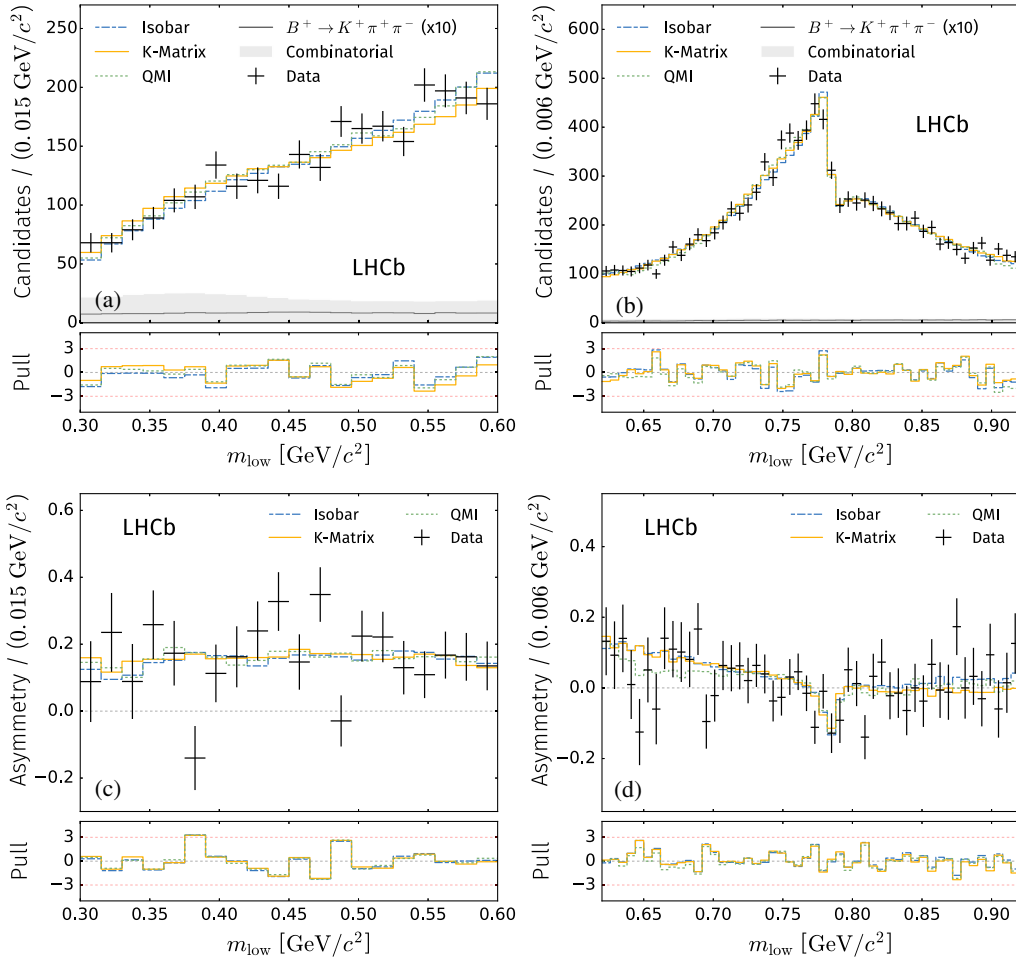 Isobar
K-Matrix
QMI
B⁺ → K⁺π⁺π⁻ (x10)
Combinatorial
Data
LHCb
(a)
Candidates / (0.015 GeV/c²)
250
200
150
100
50
0
Pull
3
0
−3
0.30 0.35 0.40 0.45 0.50 0.55 0.60
m_low [GeV/c²]
Isobar
K-Matrix
QMI
B⁺ → K⁺π⁺π⁻ (x10)
Combinatorial
Data
LHCb
(b)
Candidates / (0.006 GeV/c²)
600
500
400
300
200
100
0
Pull
3
0
−3
0.65 0.70 0.75 0.80 0.85 0.90
m_low [GeV/c²]
LHCb
Isobar
K-Matrix
QMI
Data
(c)
Asymmetry / (0.015 GeV/c²)
0.6
0.4
0.2
0.0
−0.2
Pull
3
0
−3
0.30 0.35 0.40 0.45 0.50 0.55 0.60
m_low [GeV/c²]
LHCb
Isobar
K-Matrix
QMI
Data
(d)
Asymmetry / (0.006 GeV/c²)
0.4
0.2
0.0
−0.2
Pull
3
0
−3
0.65 0.70 0.75 0.80 0.85 0.90
m_low [GeV/c²]